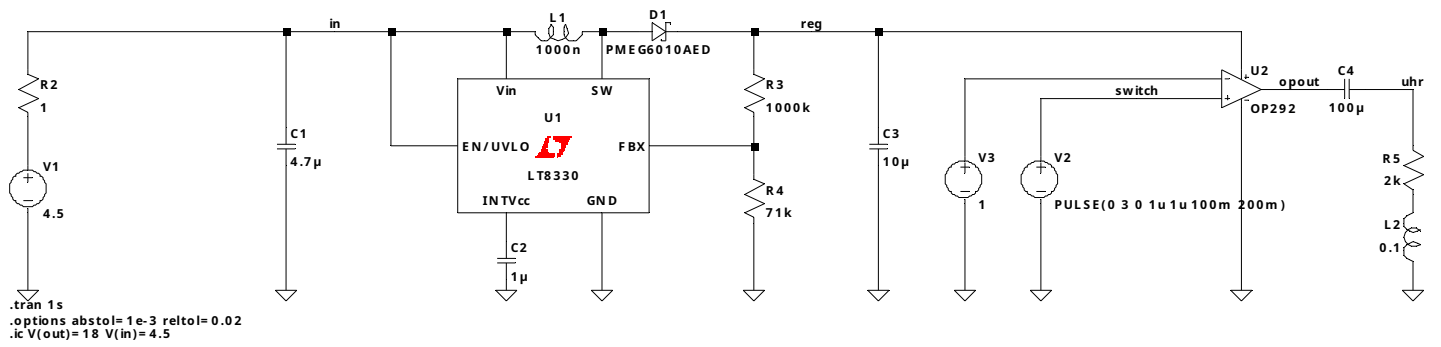 in
L1
1000n
D1
PMEG6010AED
reg
R2
1
C1
4.7µ
V1
4.5
Vin
SW
U1
EN/UVLO
FBX
LT8330
INTVcc
GND
C2
1µ
R3
1000k
R4
71k
C3
10µ
V3
1
V2
PULSE(0 3 0 1u 1u 100m 200m)
switch
U2
OP292
opout
C4
100µ
uhr
R5
2k
L2
0.1
.tran 1s
.options abstol=1e-3 reltol=0.02
.ic V(out)=18 V(in)=4.5